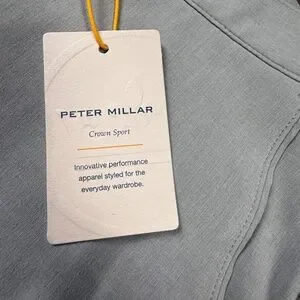 PETER MILLAR
Crown Sport
Innovative performance
apparel styled for the
everyday wardrobe.